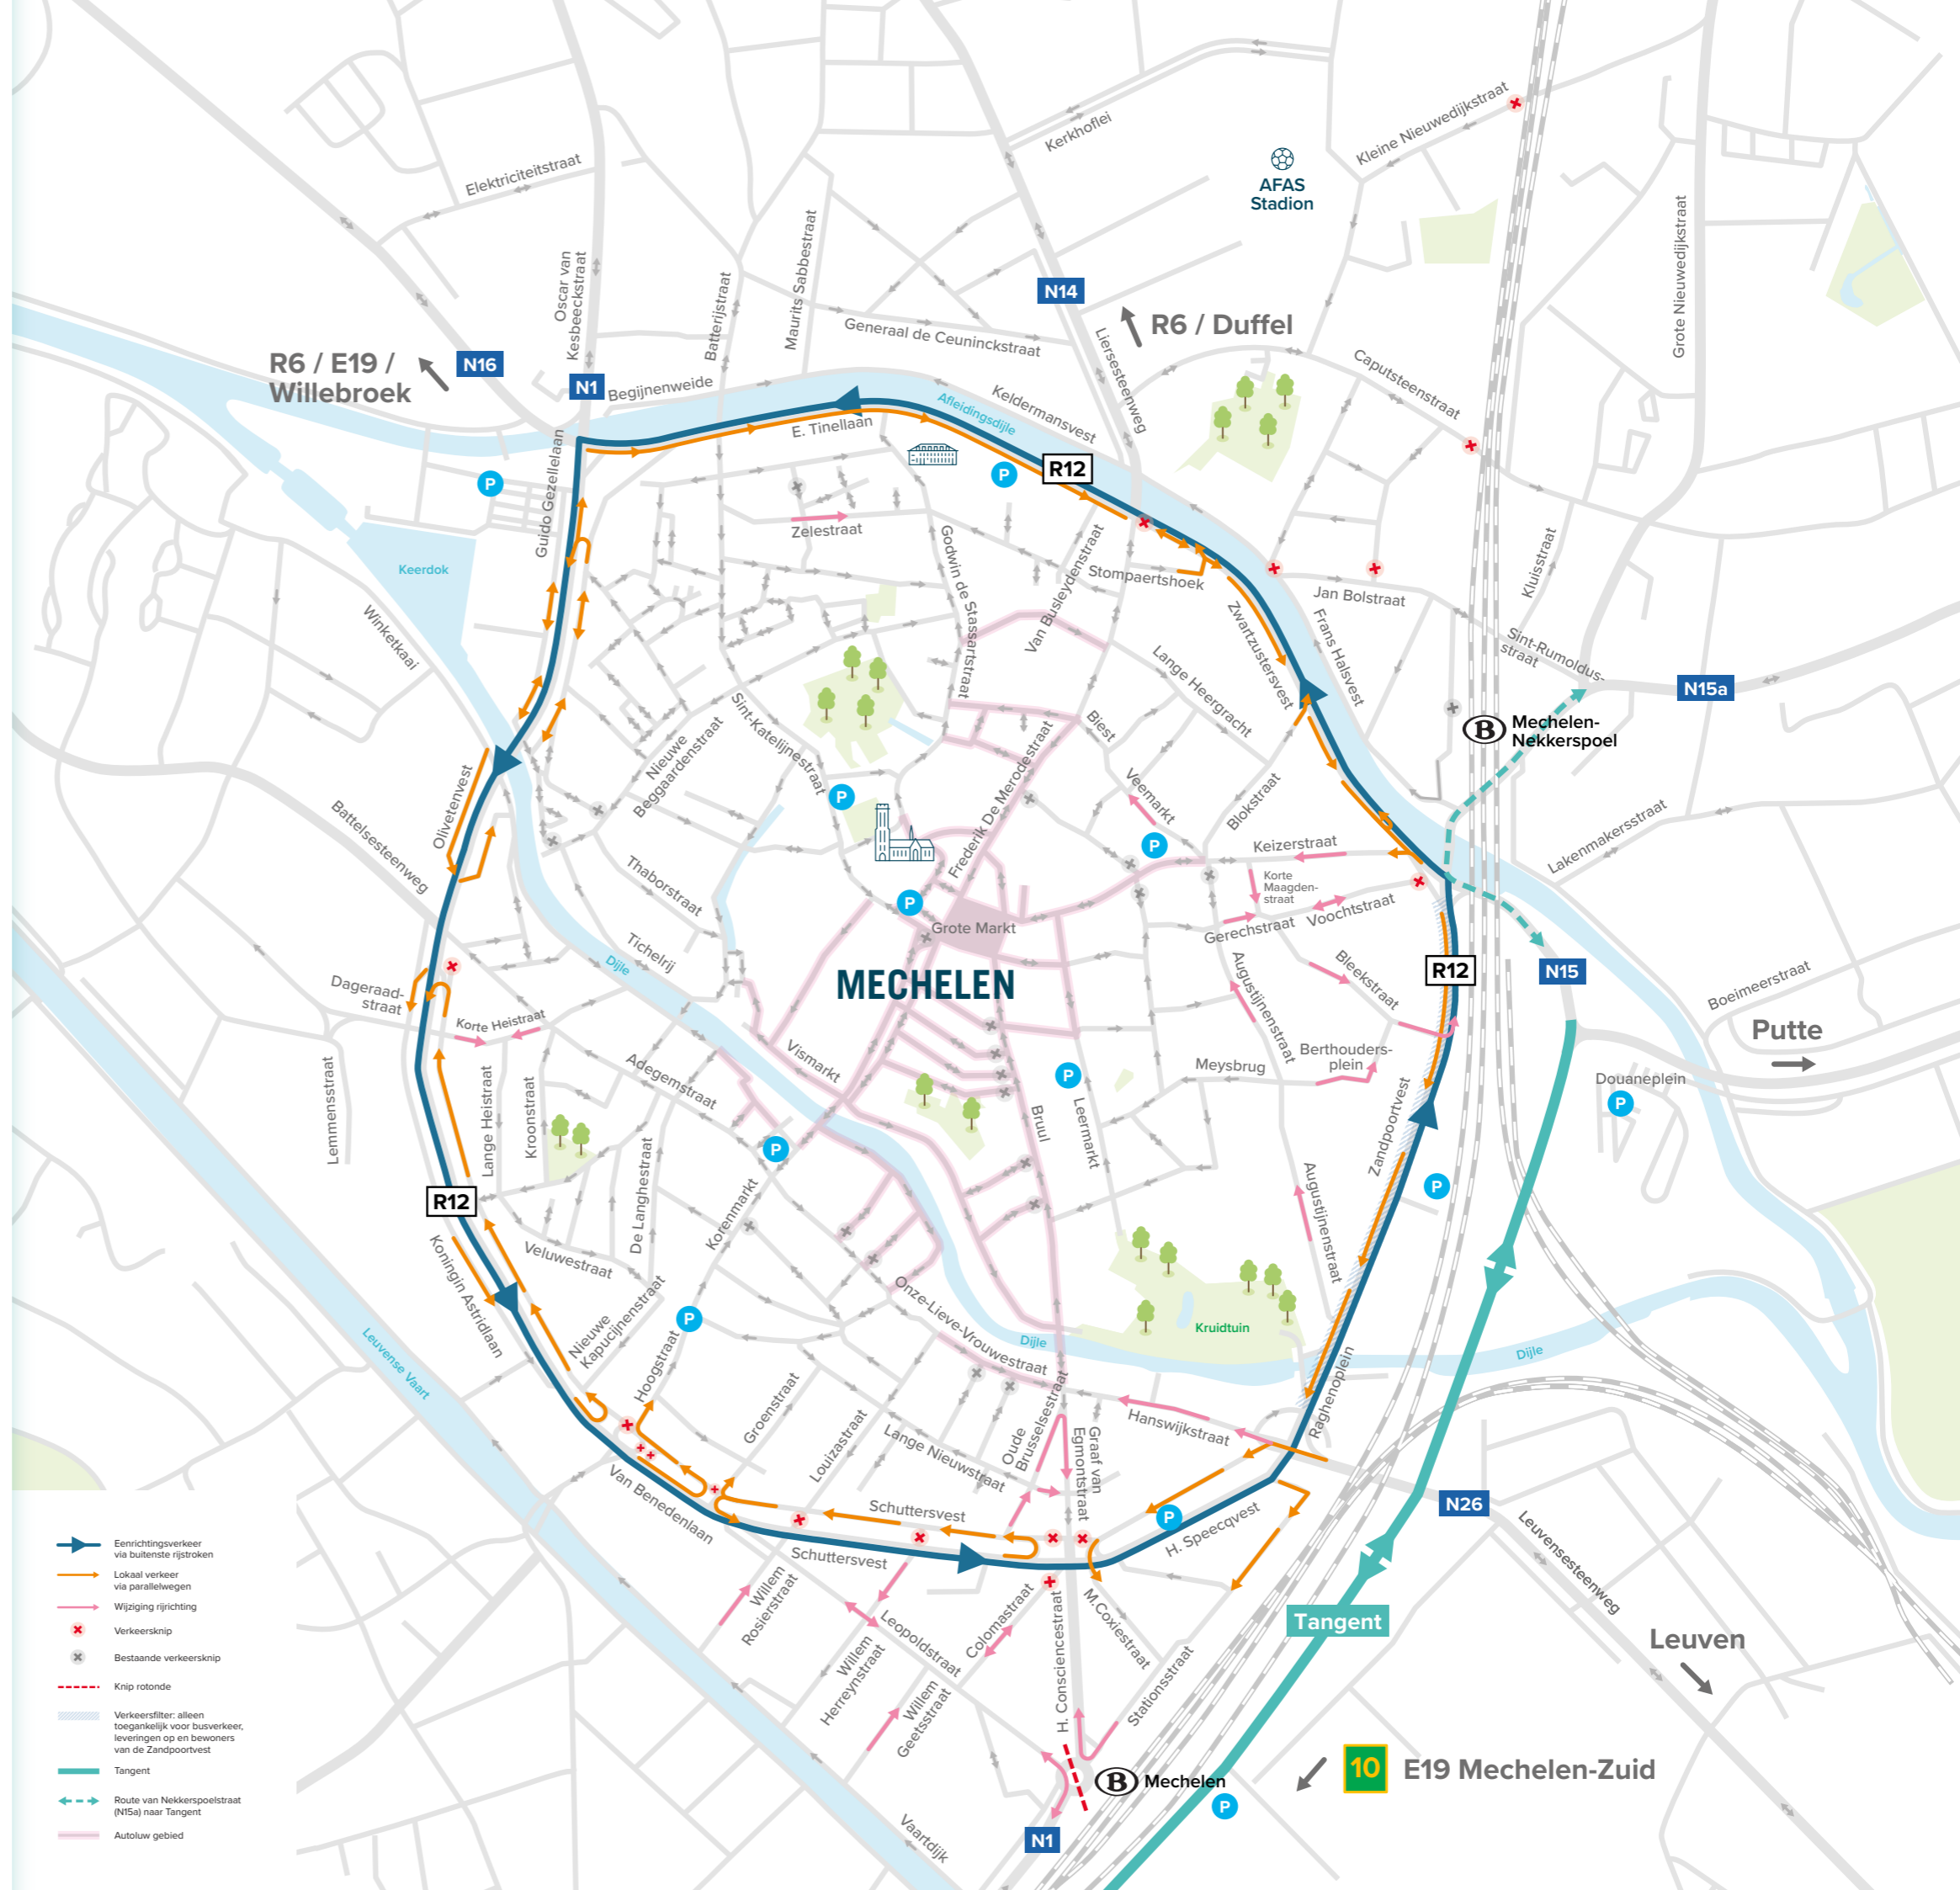 Kleine Nieuwedijkstraat
Kerkhoflei
AFAS
Stadion
Elektriciteitstraat
Oscar van
Kesbeeckstraat
Batterijstraat
Maurits Sabbestraat
Grote Nieuwedijkstraat
N14
R6 / Duffel
Generaal de Ceuninckstraat
Liersesteenweg
Caputsteenstraat
R6 / E19 /
Willebroek
N16
N1
Begijnenweide
Keldermansvest
Afleidingsdijle
E. Tinellaan
R12
Guido Gezellelaan
P
P
Zelestraat
Godwin de Stassartstraat
Van Busleydenstraat
Stompaertshoek
Keerdok
Winketkaai
Jan Bolstraat
Kluisstraat
Sint-Rumoldus-
straat
Zwartzustersvest
Frans Halsvest
Lange Heergracht
N15a
B
Mechelen-
Nekkerspoel
Sint-Katelijnestraat
Nieuwe
Beggaardenstraat
Biest
Frederik De Merodestraat
Veemarkt
Blokstraat
P
P
Olivetenvest
Battelsesteenweg
Keizerstraat
Lakenmakersstraat
Thaborstraat
Korte
Maagden-
straat
P
Grote Markt
Gerechstraat
Voochtstraat
Tichelrij
Dijle
MECHELEN
Augustijnenstraat
Bleekstraat
R12
N15
Boeimeerstraat
Dageraad-
straat
Korte Heistraat
Putte
Vismarkt
Adegemstraat
Berthouders-
plein
Meysbrug
P
Douaneplein
P
Lemmensstraat
Lange Heistraat
Kroonstraat
Bruul
Leermarkt
Zandpoortvest
P
De Langhestraat
Korenmarkt
R12
P
Augustijnenstraat
Koningin Astridlaan
Veluwestraat
Onze-Lieve-Vrouwestraat
Nieuwe
Kapucijnenstraat
P
Hoogstraat
Kruidtuin
Dijle
Dijle
Leuvense Vaart
Raghenoplein
Groenstraat
Louizastraat
Lange Nieuwstraat
Oude
Brusselsestraat
Graaf van
Egmontstraat
Hanswijkstraat
Van Benedenlaan
Schuttersvest
Schuttersvest
P
H. Speecqvest
N26
Leuvensesteenweg
Willem
Rosierstraat
Leopoldstraat
Colomastraat
M.Coxiestraat
Tangent
Leuven
Willem
Herreynstraat
Willem
Geetsstraat
H. Consciencestraat
Stationsstraat
B
Mechelen
10
E19 Mechelen-Zuid
P
N1
Vaartdijk
Eenrichtingsverkeer
via buitenste rijstroken
Lokaal verkeer
via parallelwegen
Wijziging rijrichting
Verkeersknip
Bestaande verkeersknip
Knip rotonde
Verkeersfilter: alleen
toegankelijk voor busverkeer,
leveringen op en bewoners
van de Zandpoortvest
Tangent
Route van Nekkerspoelstraat
(N15a) naar Tangent
Autoluw gebied